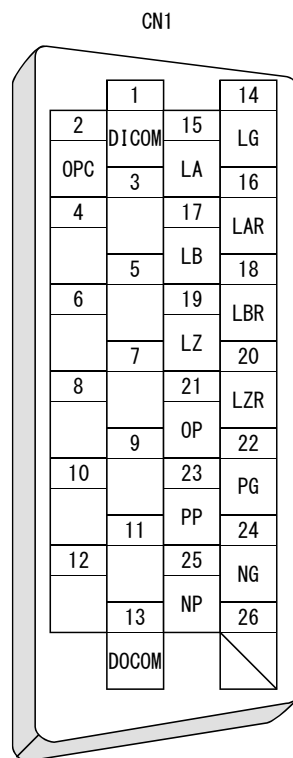 CN1
1 14
2 15
DICOM LG
OPC 3 LA 16
4 17 LAR
5 LB 18
6 19 LBR
7 LZ 20
8 21 LZR
9 OP 22
10 23 PG
11 PP 24
12 25 NG
13 NP 26
DOCOM